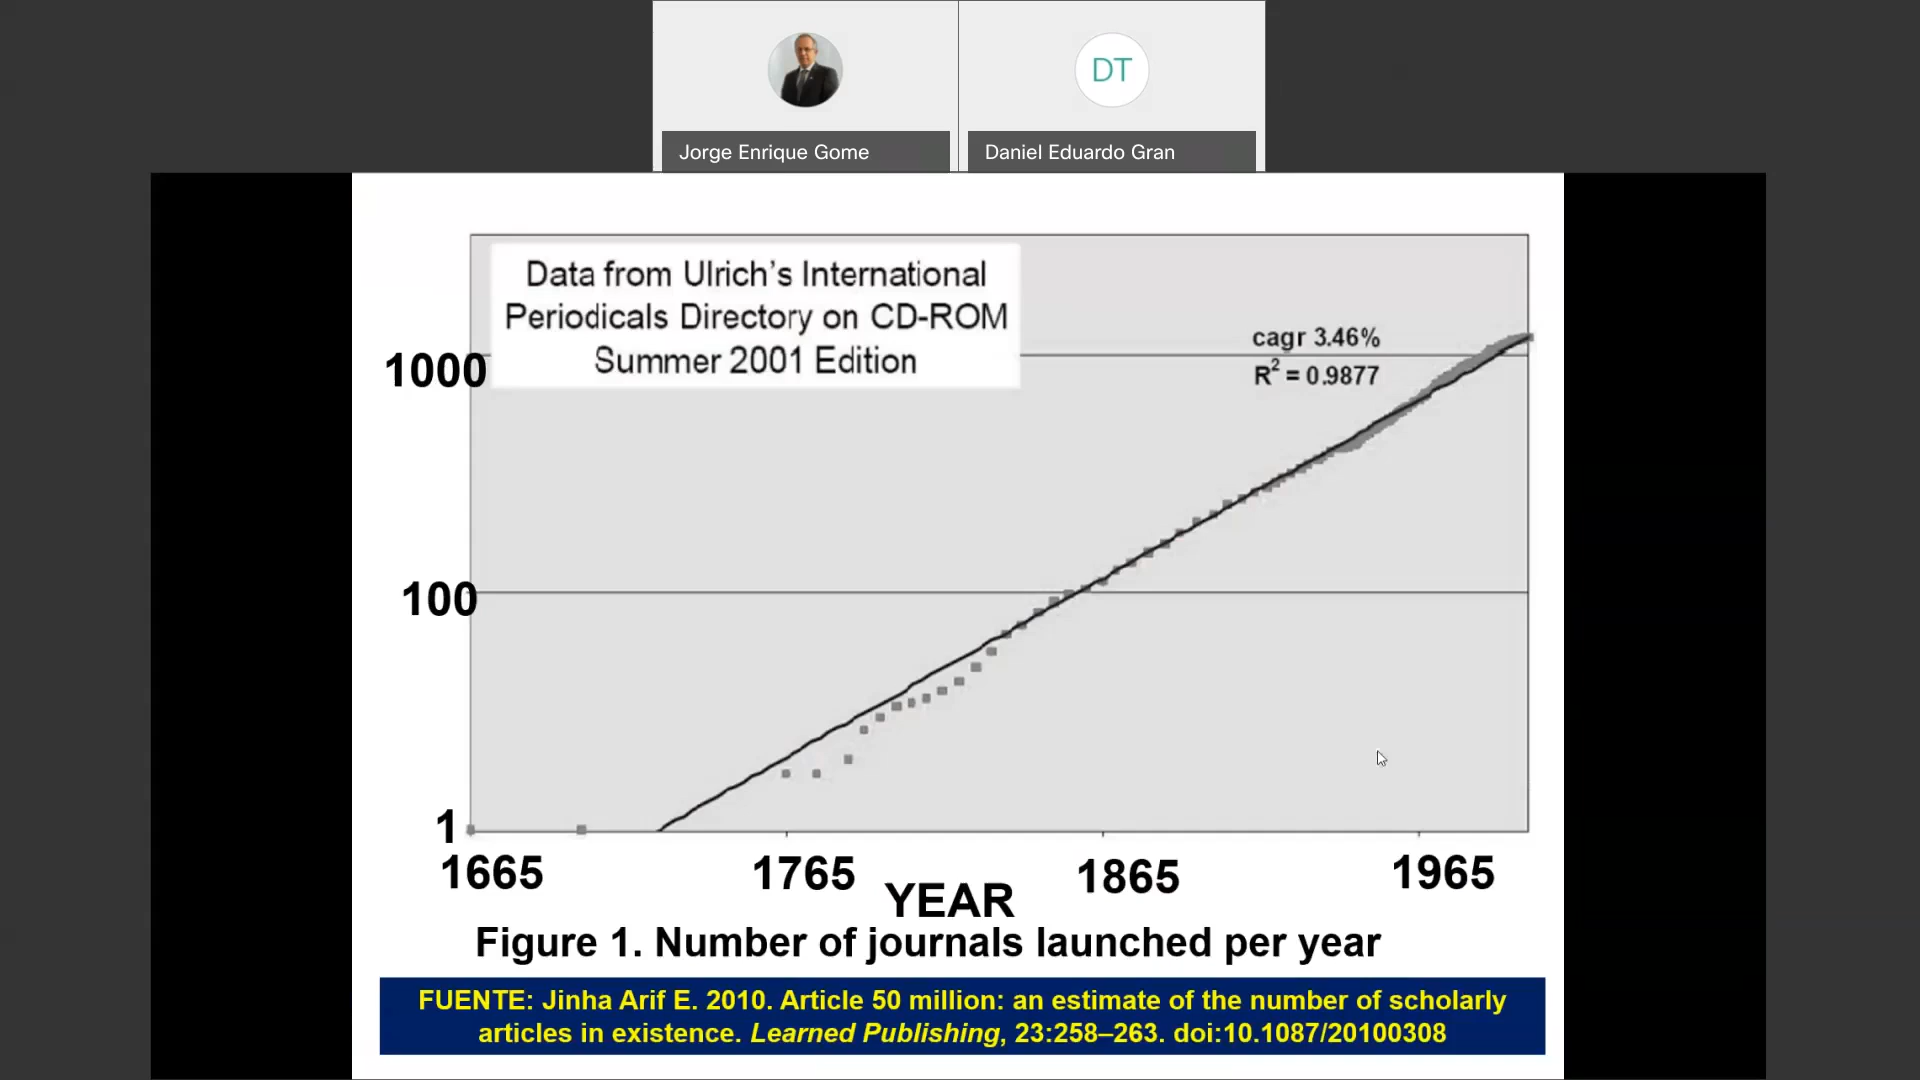 DT
Jorge Enrique Gome
Daniel Eduardo Gran
Data from Ulrich's International
Periodicals Directory on CD-ROM
Summer 2001 Edition
cagr 3.46%
R² = 0.9877
1000
100
1
1665
1765
1865
1965
YEAR
Figure 1. Number of journals launched per year
FUENTE: Jinha Arif E. 2010. Article 50 million: an estimate of the number of scholarly
articles in existence. Learned Publishing, 23:258–263. doi:10.1087/20100308